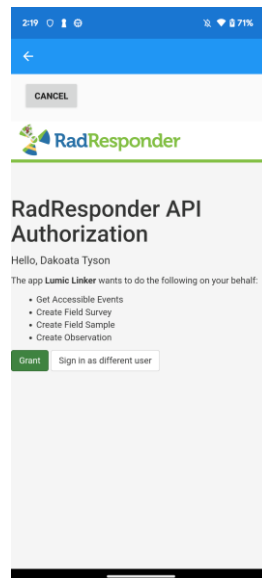 2:19 71%
CANCEL
RadResponder
RadResponder API
Authorization
Hello, Dakoata Tyson
The app Lumic Linker wants to do the following on your behalf:
• Get Accessible Events
• Create Field Survey
• Create Field Sample
• Create Observation
Grant Sign in as different user